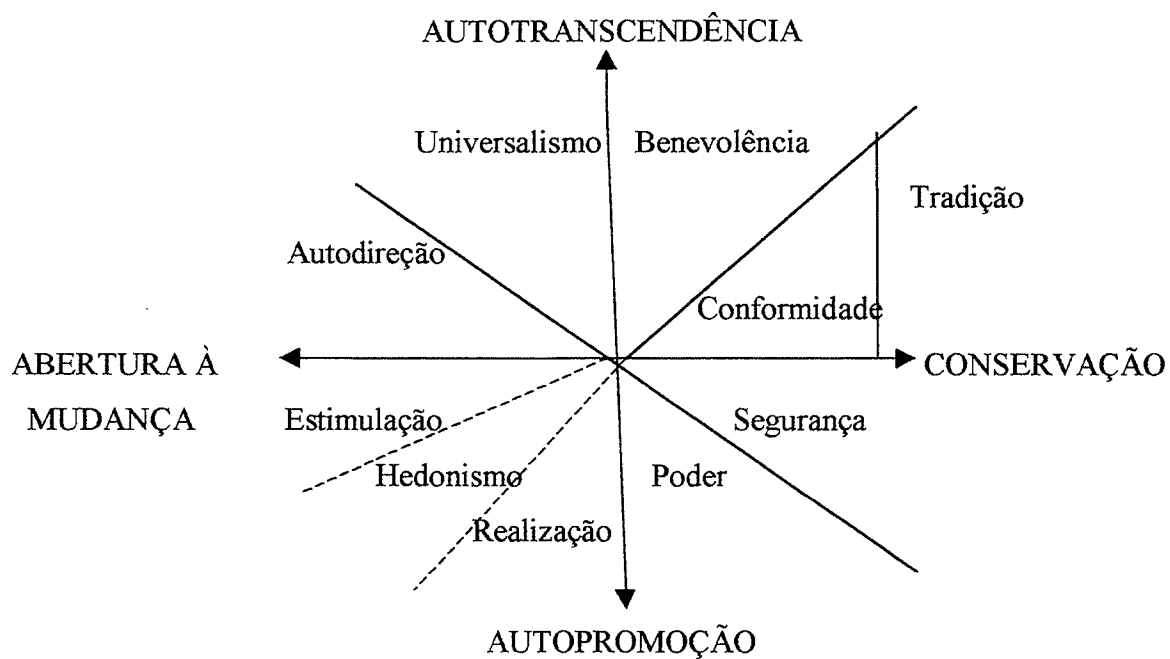 AUTOTRANSCENDÊNCIA
Universalismo Benevolência
Tradição
Autodireção
Conformidade
ABERTURA À
MUDANÇA
CONSERVAÇÃO
Estimulação
Segurança
Hedonismo
Poder
Realização
AUTOPROMOÇÃO